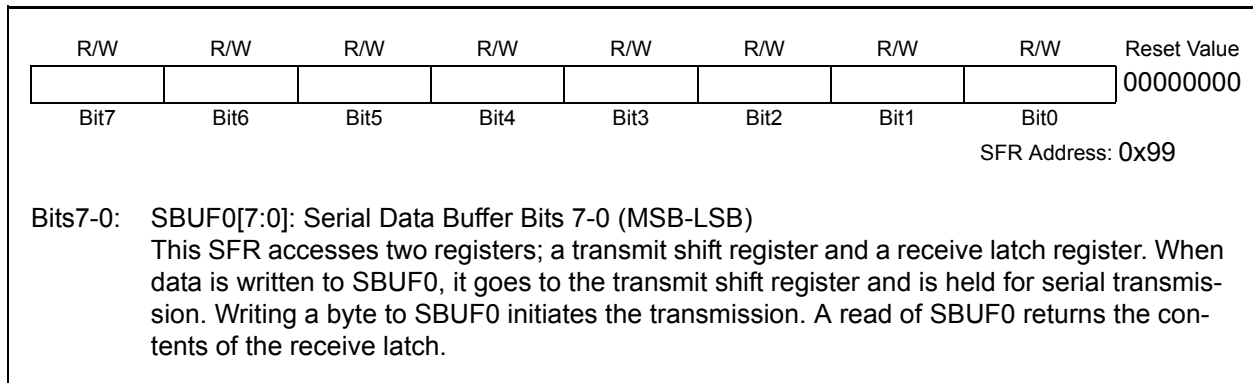 R/W R/W R/W R/W R/W R/W R/W R/W Reset Value
00000000
Bit7 Bit6 Bit5 Bit4 Bit3 Bit2 Bit1 Bit0
SFR Address: 0x99
Bits7-0: SBUF0[7:0]: Serial Data Buffer Bits 7-0 (MSB-LSB)
This SFR accesses two registers; a transmit shift register and a receive latch register. When
data is written to SBUF0, it goes to the transmit shift register and is held for serial transmis-
sion. Writing a byte to SBUF0 initiates the transmission. A read of SBUF0 returns the con-
tents of the receive latch.